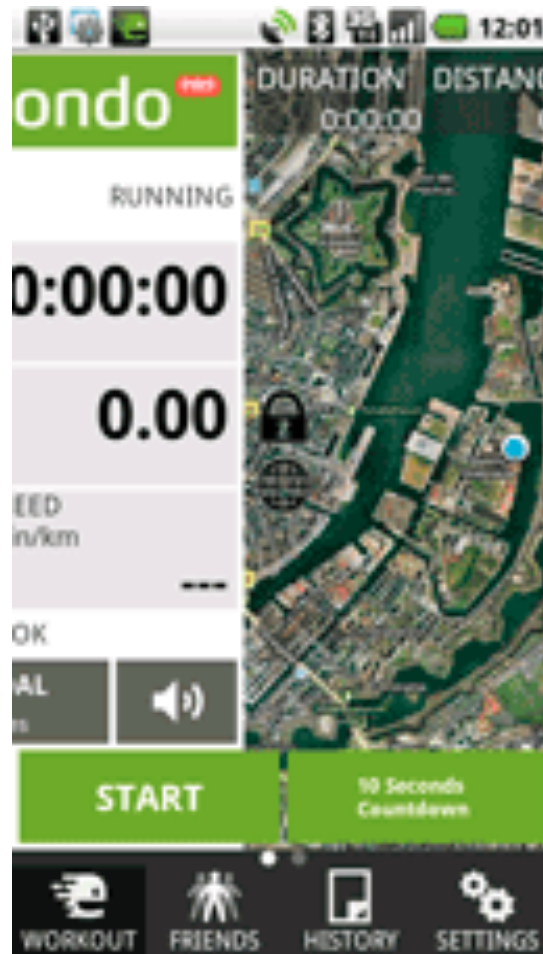 12:01
ondo PRO
DURATION DISTANC
0:00:00
RUNNING
0:00:00
0.00
EED
in/km
---
OK
AL
START
10 Seconds
Countdown
WORKOUT FRIENDS HISTORY SETTINGS